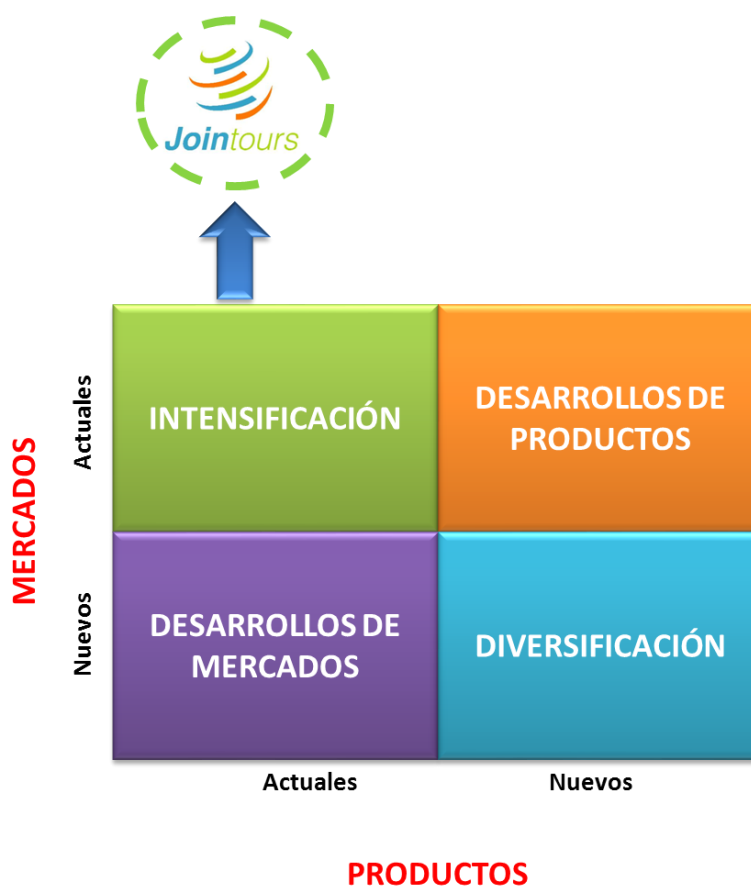 Jointours
INTENSIFICACIÓN
DESARROLLOS DE
PRODUCTOS
Actuales
MERCADOS
Nuevos
DESARROLLOS DE
MERCADOS
DIVERSIFICACIÓN
Actuales
Nuevos
PRODUCTOS